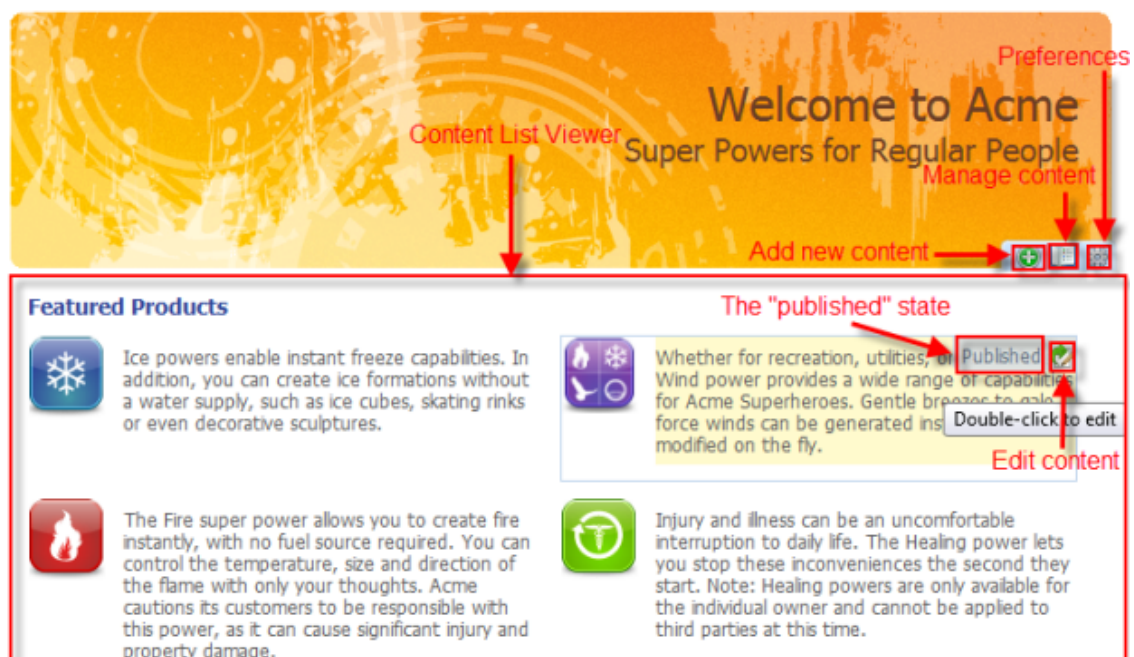 Preferences
Welcome to Acme
Content List Viewer
Super Powers for Regular People
Manage content
Add new content
Featured Products
The "published" state
Ice powers enable instant freeze capabilities. In
addition, you can create ice formations without
a water supply, such as ice cubes, skating rinks
or even decorative sculptures.
Whether for recreation, utilities, Published
Wind power provides a wide range of capabilities
for Acme Superheroes. Gentle breezes to gale
force winds can be generated
modified on the fly.
Double-click to edit
Edit content
The Fire super power allows you to create fire
instantly, with no fuel source required. You can
control the temperature, size and direction of
the flame with only your thoughts. Acme
cautions its customers to be responsible with
this power, as it can cause significant injury and
property damage.
Injury and illness can be an uncomfortable
interruption to daily life. The Healing power lets
you stop these inconveniences the second they
start. Note: Healing powers are only available for
the individual owner and cannot be applied to
third parties at this time.